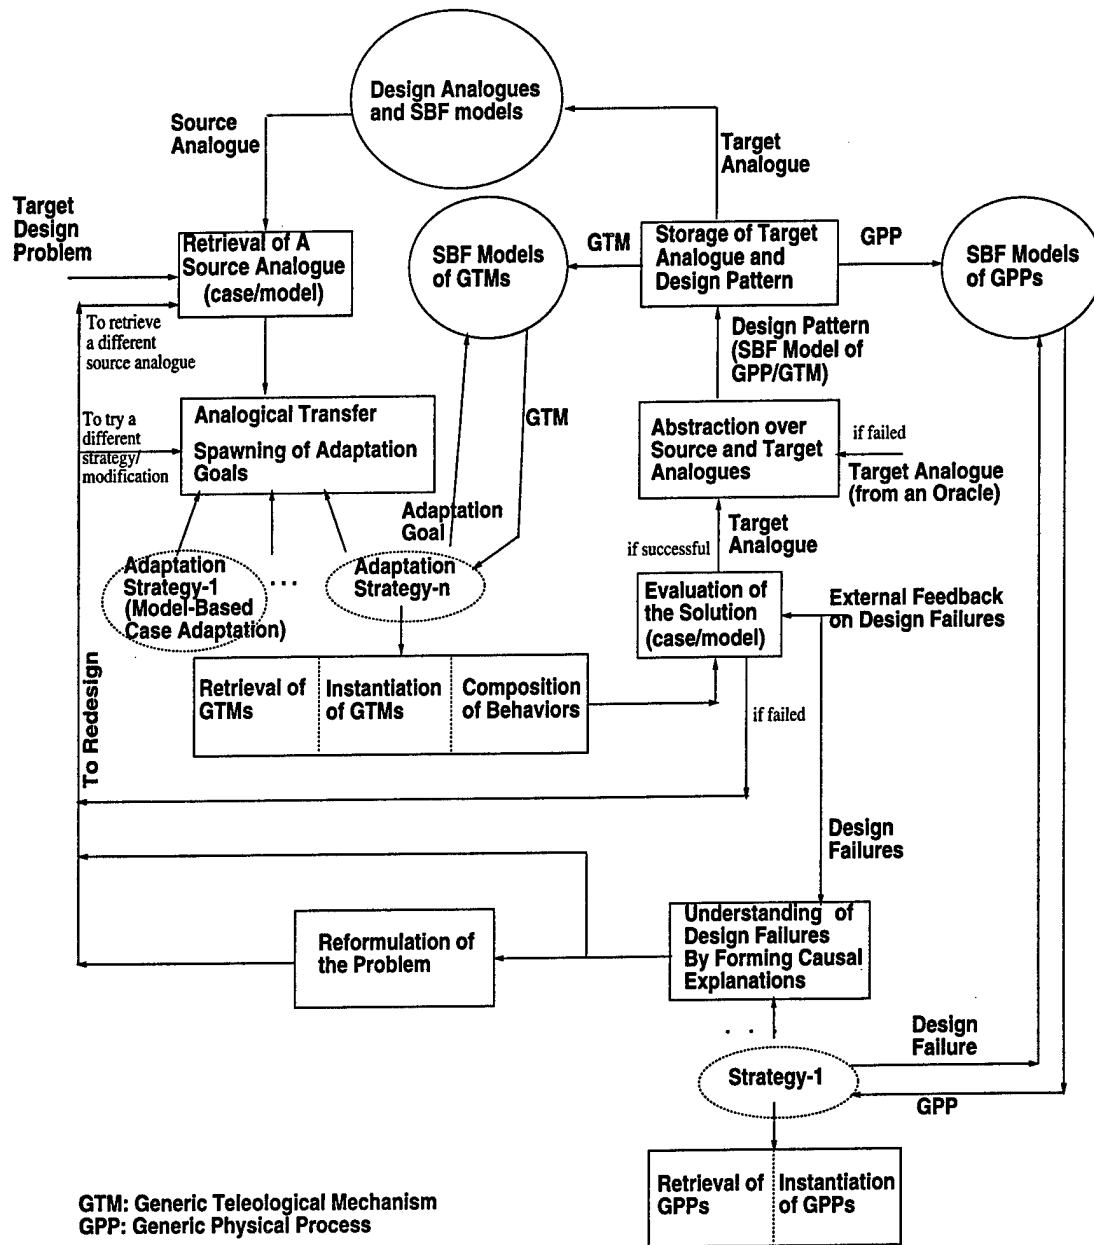 Design Analogues
and SBF models
Source
Analogue
Target
Analogue
Target
Design
Problem
Retrieval of A
Source Analogue
(case/model)
SBF Models
of GTMs
GTM
Storage of Target
Analogue and
Design Pattern
GPP
SBF Models
of GPPs
To retrieve
a different
source analogue
Design Pattern
(SBF Model of
GPP/GTM)
To try a
different
strategy/
modification
Analogical Transfer
Spawning of Adaptation
Goals
GTM
Abstraction over
Source and Target
Analogues
if failed
Target Analogue
(from an Oracle)
Adaptation
Goal
if successful
Target
Analogue
Adaptation
Strategy-1
(Model-Based
Case Adaptation)
...
Adaptation
Strategy-n
Evaluation of
the Solution
(case/model)
External Feedback
on Design Failures
To Redesign
Retrieval of
GTMs
Instantiation
of GTMs
Composition
of Behaviors
if failed
Design
Failures
Reformulation of
the Problem
Understanding of
Design Failures
By Forming Causal
Explanations
. .
Design
Failure
Strategy-1
GPP
Retrieval of
GPPs
Instantiation
of GPPs
GTM: Generic Teleological Mechanism
GPP: Generic Physical Process